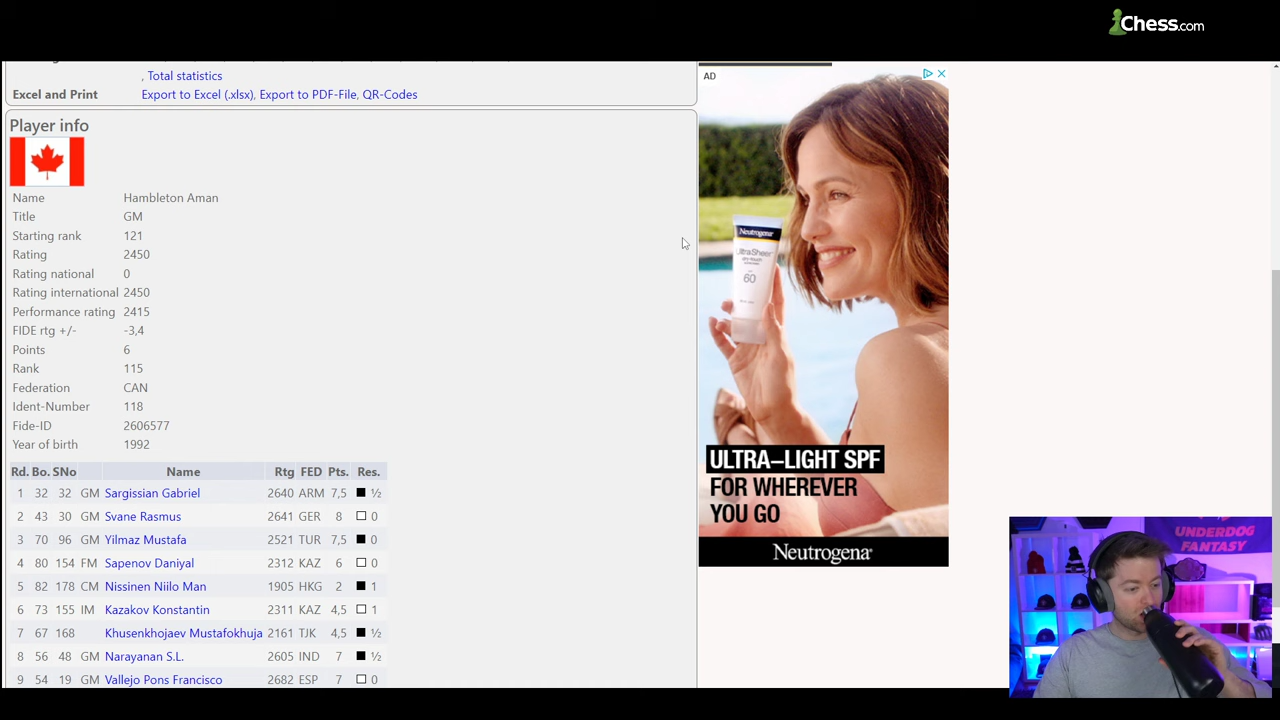 Chess.com
, Total statistics
Excel and Print Export to Excel (.xlsx), Export to PDF-File, QR-Codes
Player info
Name Hambleton Aman
Title GM
Starting rank 121
Rating 2450
Rating national 0
Rating international 2450
Performance rating 2415
FIDE rtg +/- -3,4
Points 6
Rank 115
Federation CAN
Ident-Number 118
Fide-ID 2606577
Year of birth 1992
Rd. Bo. SNo Name Rtg FED Pts. Res.
1 32 32 GM Sargissian Gabriel 2640 ARM 7,5 ½
2 43 30 GM Svane Rasmus 2641 GER 8 0
3 70 96 GM Yilmaz Mustafa 2521 TUR 7,5 0
4 80 154 FM Sapenov Daniyal 2312 KAZ 6 0
5 82 178 CM Nissinen Niilo Man 1905 HKG 2 1
6 73 155 IM Kazakov Konstantin 2311 KAZ 4,5 1
7 67 168 Khusenkhojaev Mustafokhuja 2161 TJK 4,5 ½
8 56 48 GM Narayanan S.L. 2605 IND 7 ½
9 54 19 GM Vallejo Pons Francisco 2682 ESP 7 0
AD
Neutrogena
UltraSheer
60
ULTRA–LIGHT SPF
FOR WHEREVER
YOU GO
Neutrogena
UNDERDOG
FANTASY